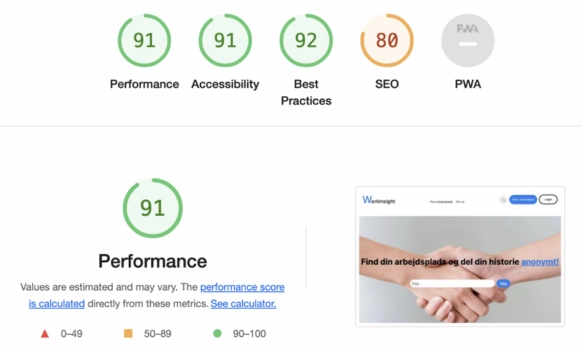 91
91
92
80
PWA
Performance
Accessibility
Best
Practices
SEO
PWA
91
Performance
Values are estimated and may vary. The performance score
is calculated directly from these metrics. See calculator.
0–49
50–89
90–100
Workinsight
Login
Find din arbejdsplads og del din historie anonymt!